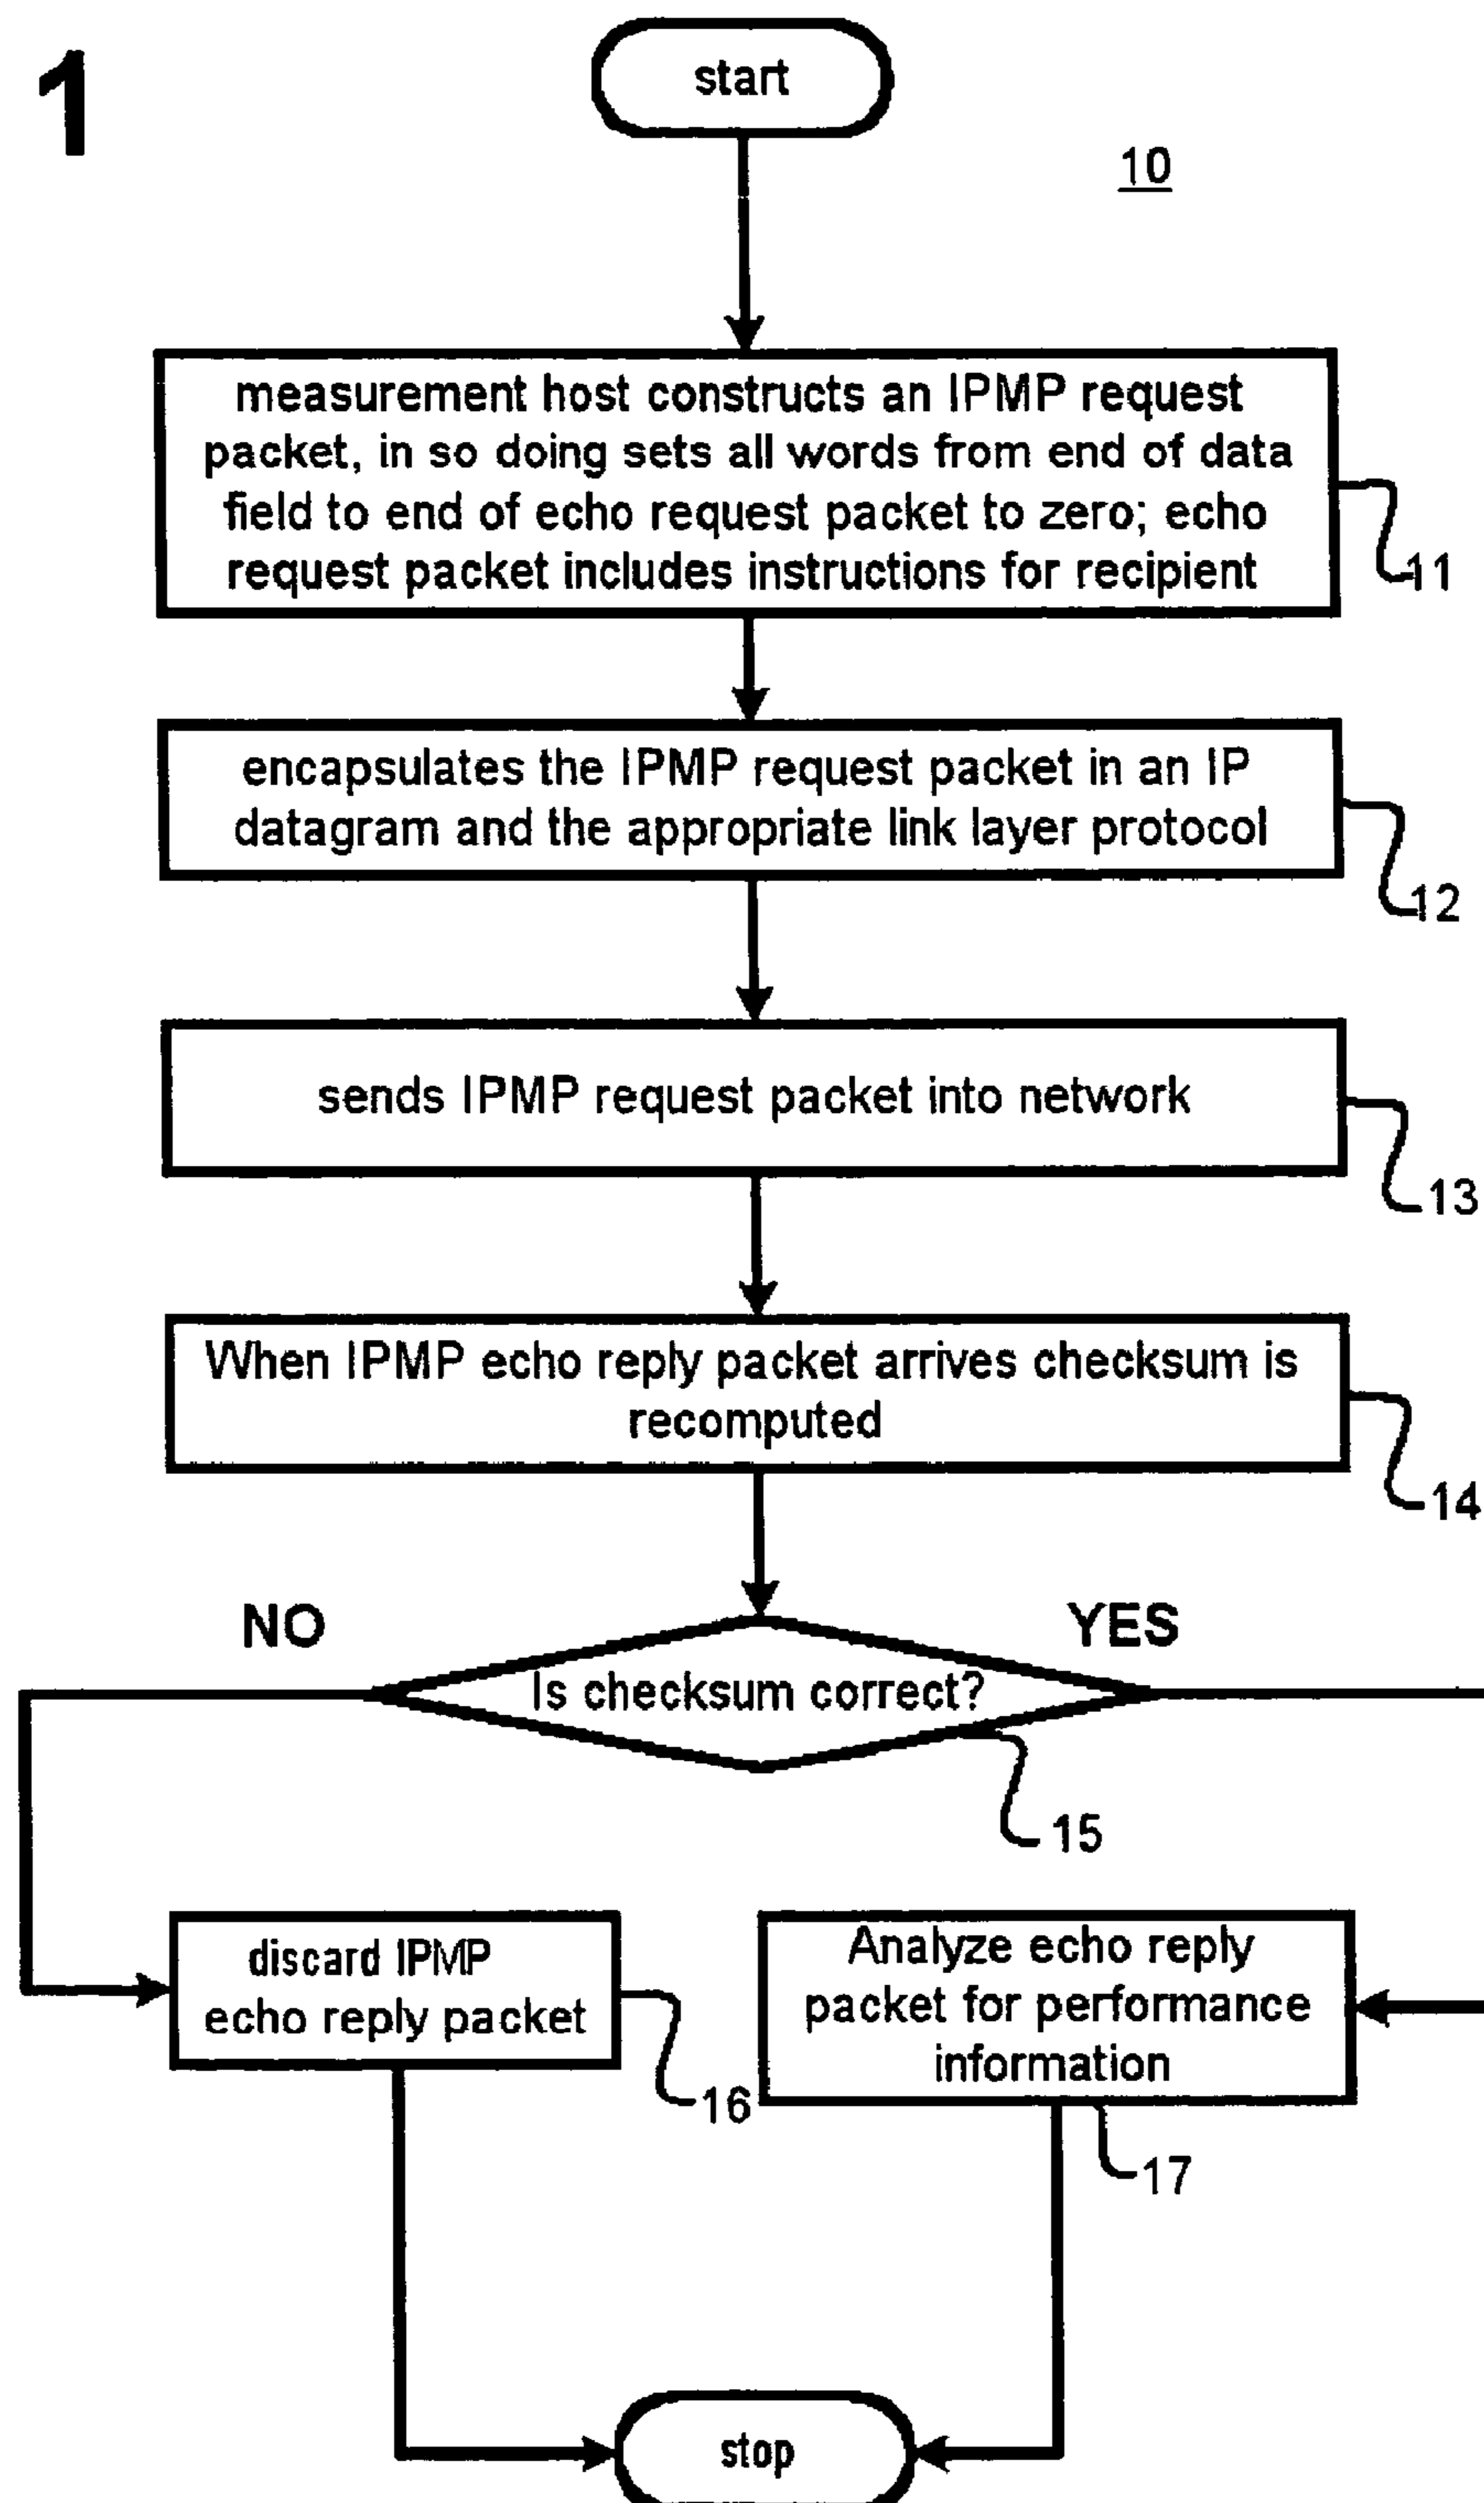 1
start
10
measurement host constructs an IPMP request
packet, in so doing sets all words from end of data
field to end of echo request packet to zero; echo
request packet includes instructions for recipient
11
encapsulates the IPMP request packet in an IP
datagram and the appropriate link layer protocol
12
sends IPMP request packet into network
13
When IPMP echo reply packet arrives checksum is
recomputed
14
NO
YES
Is checksum correct?
15
discard IPMP
echo reply packet
16
Analyze echo reply
packet for performance
information
17
stop